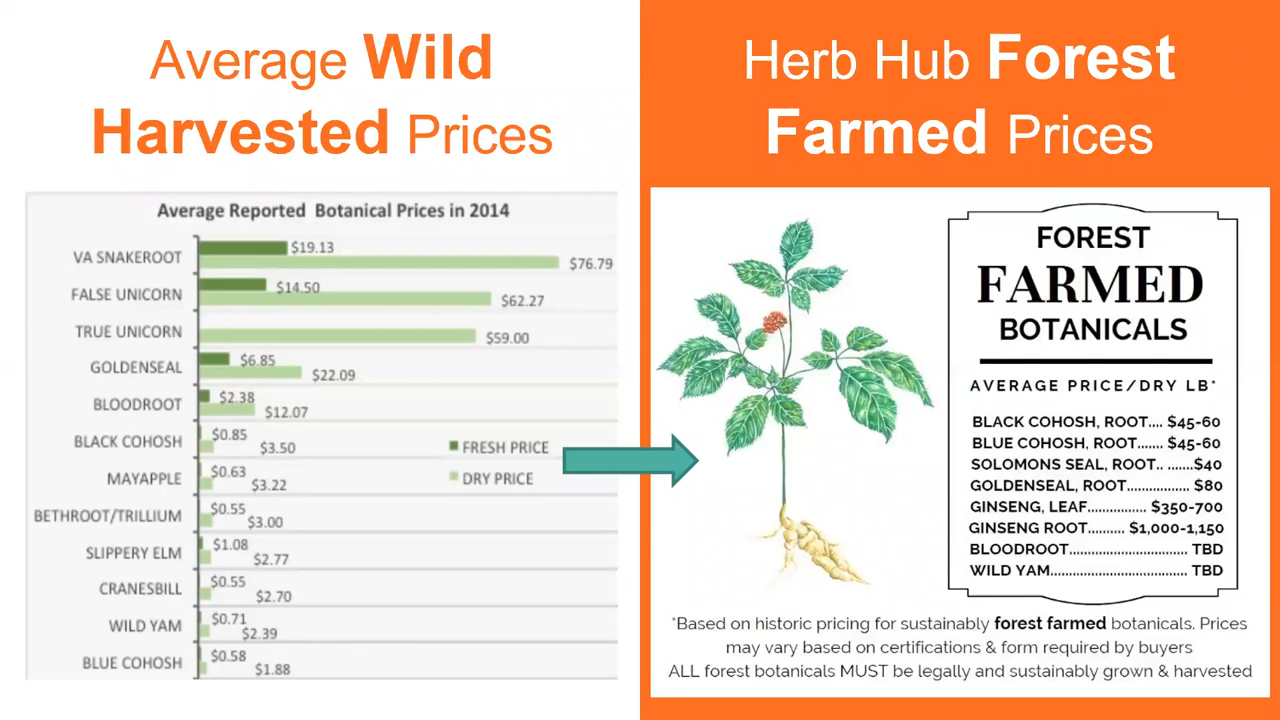 Average Wild
Harvested Prices
Average Reported Botanical Prices in 2014
VA SNAKEROOT $19.13 $76.79
FALSE UNICORN $14.50 $62.27
TRUE UNICORN $59.00
GOLDENSEAL $6.85 $22.09
BLOODROOT $2.38 $12.07
BLACK COHOSH $0.85 $3.50
MAYAPPLE $0.63 $3.22
BETHROOT/TRILLIUM $0.55 $3.00
SLIPPERY ELM $1.08 $2.77
CRANESBILL $0.55 $2.70
WILD YAM $0.71 $2.39
BLUE COHOSH $0.58 $1.88
FRESH PRICE
DRY PRICE
Herb Hub Forest
Farmed Prices
FOREST
FARMED
BOTANICALS
AVERAGE PRICE/DRY LB*
BLACK COHOSH, ROOT.... $45-60
BLUE COHOSH, ROOT....... $45-60
SOLOMONS SEAL, ROOT.. .......$40
GOLDENSEAL, ROOT................. $80
GINSENG, LEAF................ $350-700
GINSENG ROOT.......... $1,000-1,150
BLOODROOT................................ TBD
WILD YAM..................................... TBD
*Based on historic pricing for sustainably forest farmed botanicals. Prices
may vary based on certifications & form required by buyers
ALL forest botanicals MUST be legally and sustainably grown & harvested